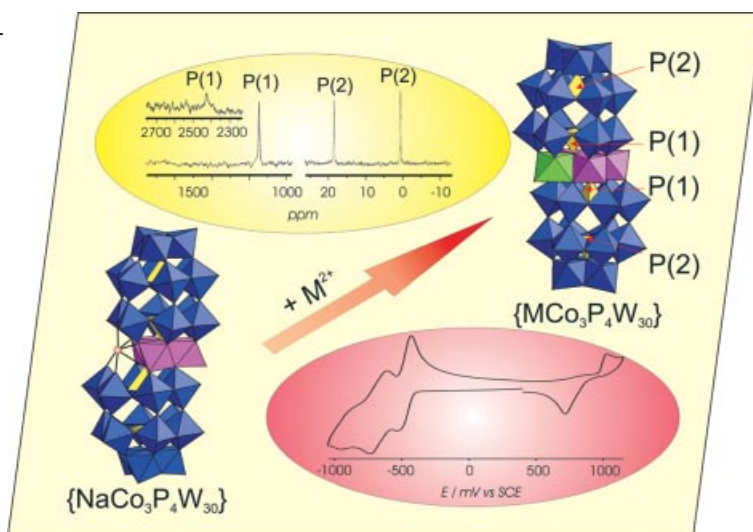 P(1)
P(1)
P(2)
P(2)
2700 2500 2300
1500 1000 20 10 0 -10
ppm
P(2)
P(1)
P(1)
P(2)
+ M²⁺
{MCo₃P₄W₃₀}
{NaCo₃P₄W₃₀}
-1000 -500 0 500 1000
E / mV vs SCE